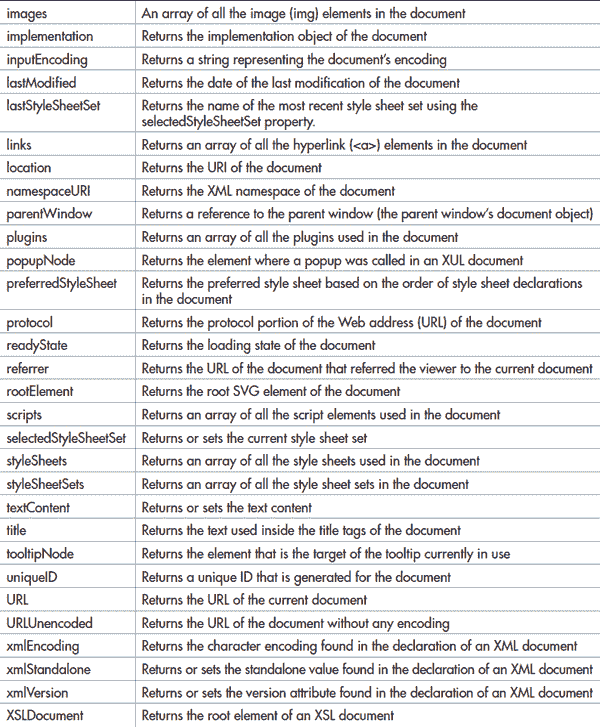 images An array of all the image (img) elements in the document
implementation Returns the implementation object of the document
inputEncoding Returns a string representing the document's encoding
lastModified Returns the date of the last modification of the document
lastStyleSheetSet Returns the name of the most recent style sheet set using the
selectedStyleSheetSet property.
links Returns an array of all the hyperlink (<a>) elements in the document
location Returns the URI of the document
namespaceURI Returns the XML namespace of the document
parentWindow Returns a reference to the parent window (the parent window's document object)
plugins Returns an array of all the plugins used in the document
popupNode Returns the element where a popup was called in an XUL document
preferredStyleSheet Returns the preferred style sheet based on the order of style sheet declarations
in the document
protocol Returns the protocol portion of the Web address (URL) of the document
readyState Returns the loading state of the document
referrer Returns the URL of the document that referred the viewer to the current document
rootElement Returns the root SVG element of the document
scripts Returns an array of all the script elements used in the document
selectedStyleSheetSet Returns or sets the current style sheet set
styleSheets Returns an array of all the style sheets used in the document
styleSheetSets Returns an array of all the style sheet sets in the document
textContent Returns or sets the text content
title Returns the text used inside the title tags of the document
tooltipNode Returns the element that is the target of the tooltip currently in use
uniqueID Returns a unique ID that is generated for the document
URL Returns the URL of the current document
URLUnencoded Returns the URL of the document without any encoding
xmlEncoding Returns the character encoding found in the declaration of an XML document
xmlStandalone Returns or sets the standalone value found in the declaration of an XML document
xmlVersion Returns or sets the version attribute found in the declaration of an XML document
XSLDocument Returns the root element of an XSL document